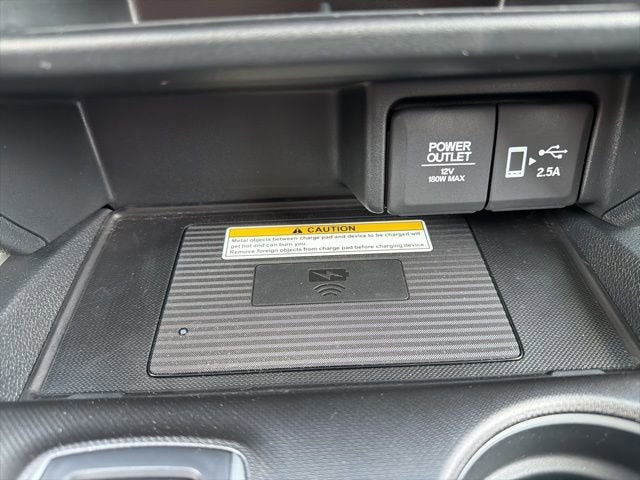 POWER
OUTLET
12V
180W MAX
2.5A
CAUTION
Metal objects between charge pad and device to be charged will
get hot and can burn you.
Remove foreign objects from charge pad before charging device.